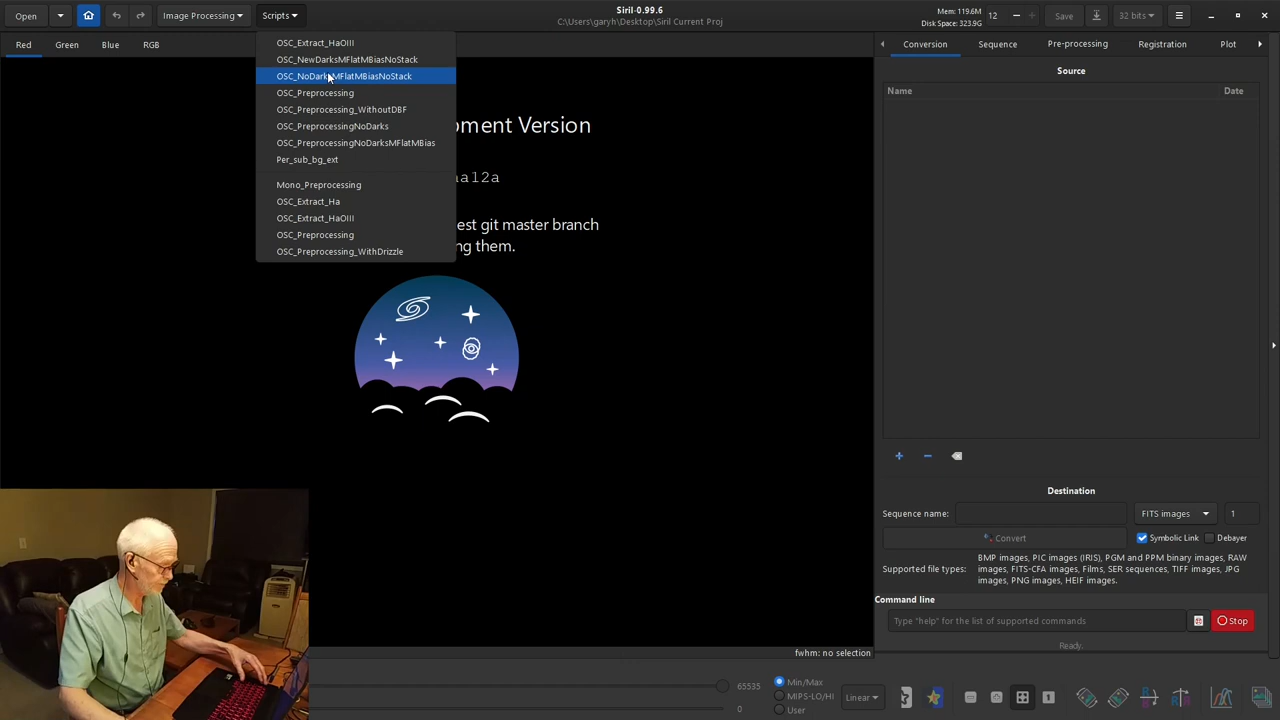 Open
Image Processing
Scripts
Siril-0.99.6
C:\Users\garyh\Desktop\Siril Current Proj
Mem: 119.6M
Disk Space: 323.9G
12
Save
32 bits
Red
Green
Blue
RGB
Conversion
Sequence
Pre-processing
Registration
Plot
OSC_Extract_HaOIII
OSC_NewDarksMFlatMBiasNoStack
OSC_NoDarksMFlatMBiasNoStack
OSC_Preprocessing
OSC_Preprocessing_WithoutDBF
OSC_PreprocessingNoDarks
OSC_PreprocessingNoDarksMFlatMBias
Per_sub_bg_ext
Mono_Preprocessing
OSC_Extract_Ha
OSC_Extract_HaOIII
OSC_Preprocessing
OSC_Preprocessing_WithDrizzle
pment Version
a12a
est git master branch
ng them.
Source
Name
Date
Destination
Sequence name:
FITS images
1
Convert
Symbolic Link
Debayer
Supported file types:
BMP images, PIC images (IRIS), PGM and PPM binary images, RAW
images, FITS-CFA images, Films, SER sequences, TIFF images, JPG
images, PNG images, HEIF images.
Command line
Type "help" for the list of supported commands
Stop
Ready.
fwhm: no selection
65535
0
Min/Max
MIPS-LO/HI
User
Linear
1